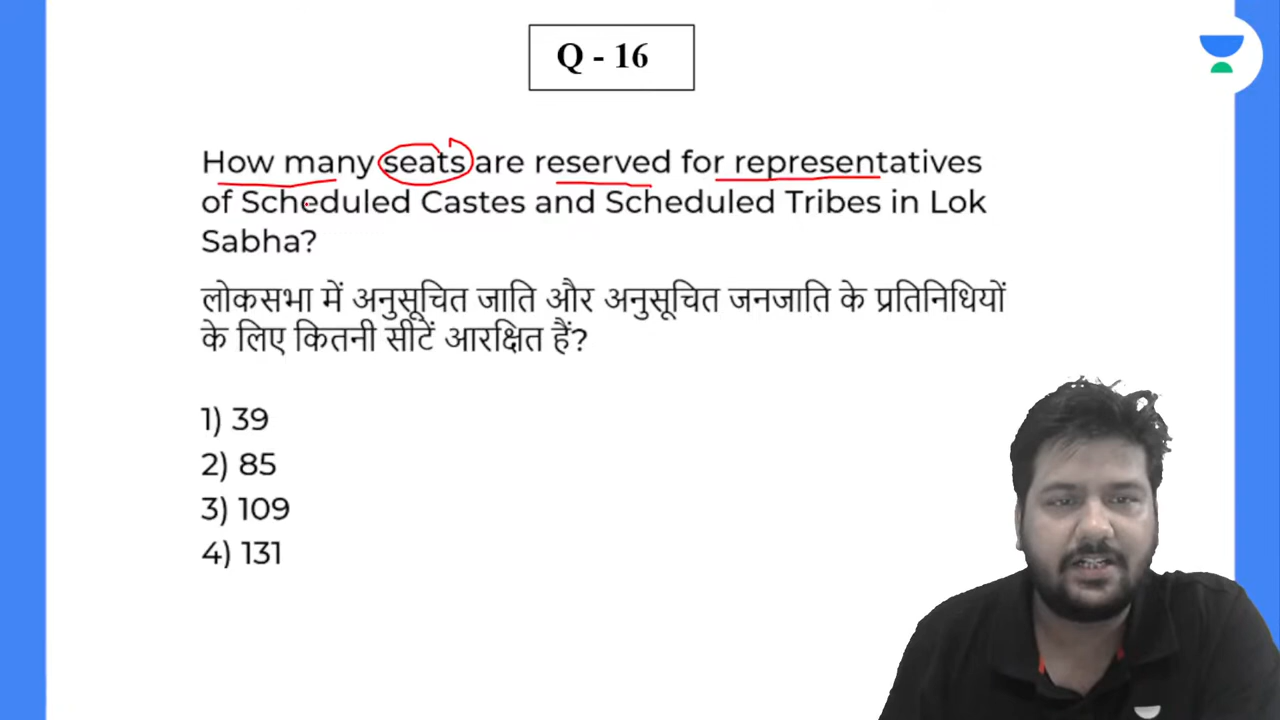 Q - 16
How many seats are reserved for representatives
of Scheduled Castes and Scheduled Tribes in Lok
Sabha?
लोकसभा में अनुसूचित जाति और अनुसूचित जनजाति के प्रतिनिधियों
के लिए कितनी सीटें आरक्षित हैं?
1) 39
2) 85
3) 109
4) 131